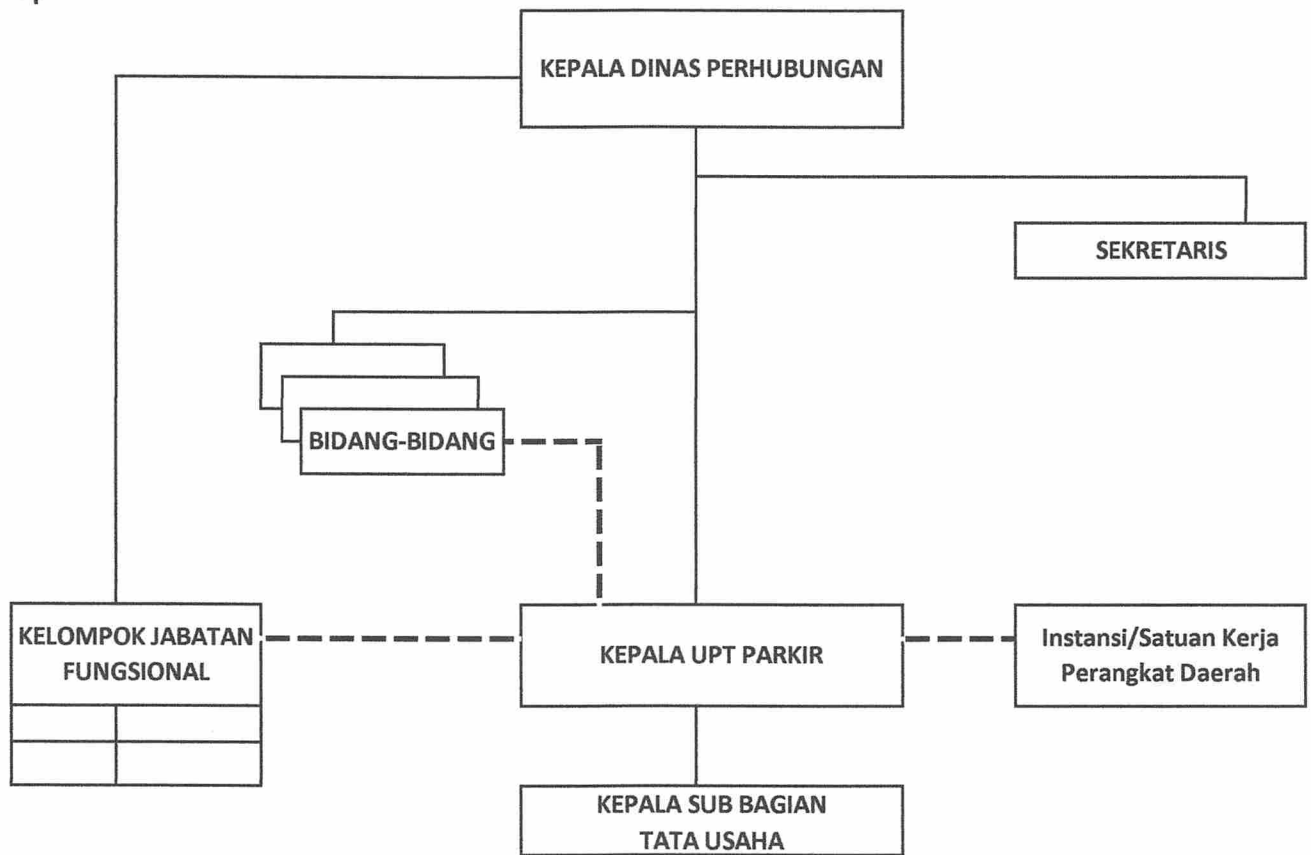 KEPALA DINAS PERHUBUNGAN
SEKRETARIS
BIDANG-BIDANG
KELOMPOK JABATAN
FUNGSIONAL
KEPALA UPT PARKIR
Instansi/Satuan Kerja
Perangkat Daerah
KEPALA SUB BAGIAN
TATA USAHA